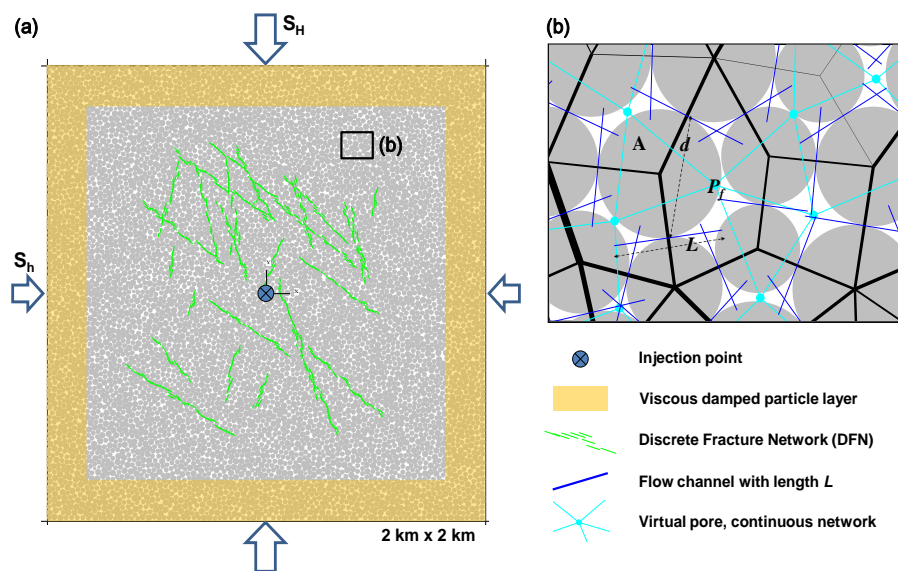 (a)
S_H
(b)
S_h
Y
X
2 km x 2 km
(b)
A
d
P_f
L
Injection point
Viscous damped particle layer
Discrete Fracture Network (DFN)
Flow channel with length L
Virtual pore, continuous network